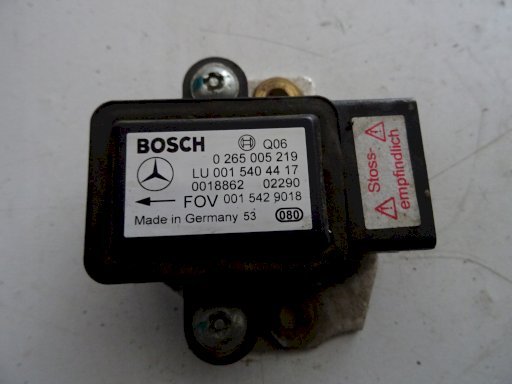 BOSCH Q06
0 265 005 219
LU 001 540 44 17
0018862 02290
FOV 001 542 9018
Made in Germany 53 080
Stoss-
empfindlich